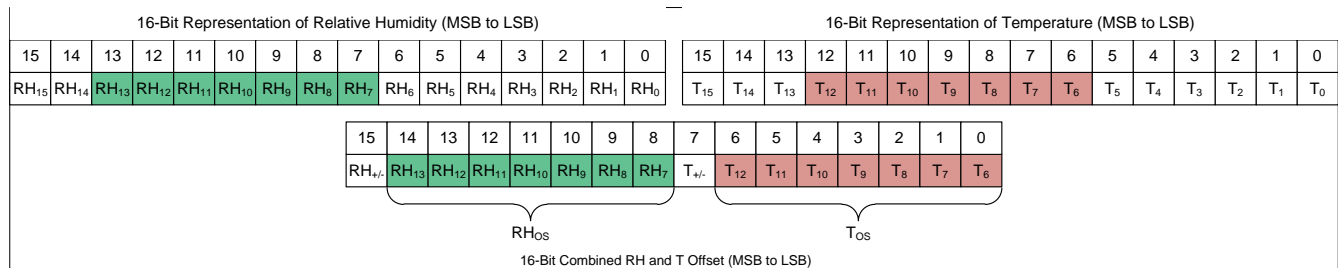 16-Bit Representation of Relative Humidity (MSB to LSB)
15 14 13 12 11 10 9 8 7 6 5 4 3 2 1 0
RH15 RH14 RH13 RH12 RH11 RH10 RH9 RH8 RH7 RH6 RH5 RH4 RH3 RH2 RH1 RH0
16-Bit Representation of Temperature (MSB to LSB)
15 14 13 12 11 10 9 8 7 6 5 4 3 2 1 0
T15 T14 T13 T12 T11 T10 T9 T8 T7 T6 T5 T4 T3 T2 T1 T0
15 14 13 12 11 10 9 8 7 6 5 4 3 2 1 0
RH+/- RH13 RH12 RH11 RH10 RH9 RH8 RH7 T+/- T12 T11 T10 T9 T8 T7 T6
RHOS TOS
16-Bit Combined RH and T Offset (MSB to LSB)